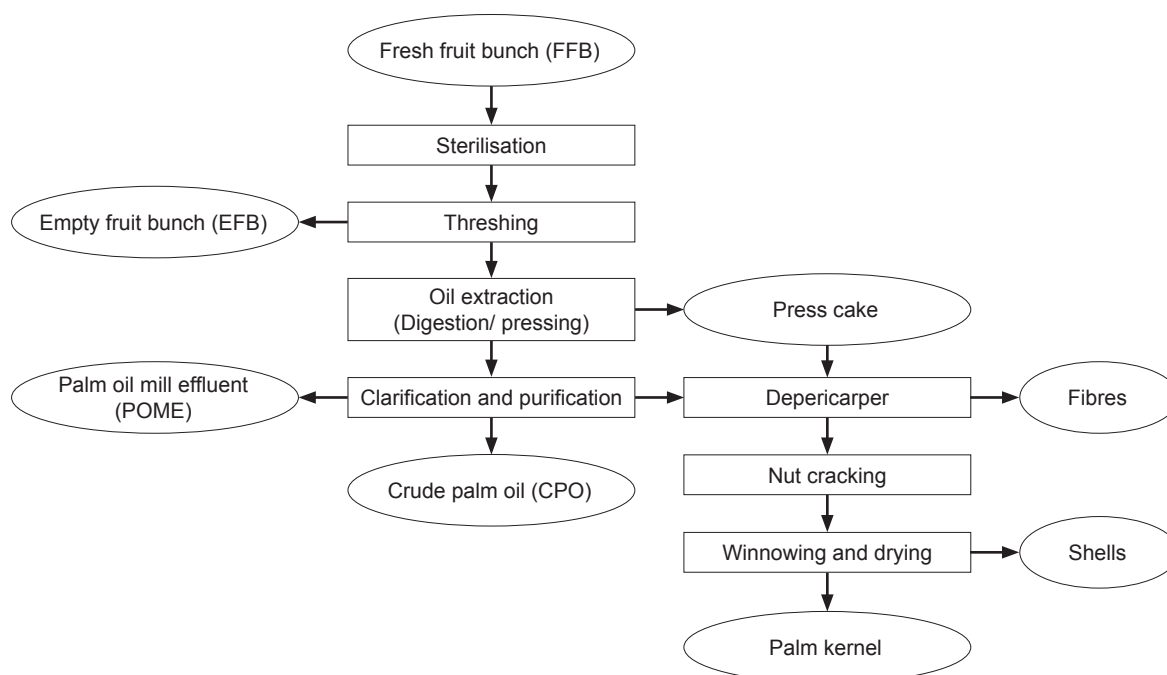 Fresh fruit bunch (FFB)
Sterilisation
Empty fruit bunch (EFB)
Threshing
Oil extraction
(Digestion/ pressing)
Press cake
Palm oil mill effluent
(POME)
Clarification and purification
Depericarper
Fibres
Crude palm oil (CPO)
Nut cracking
Winnowing and drying
Shells
Palm kernel